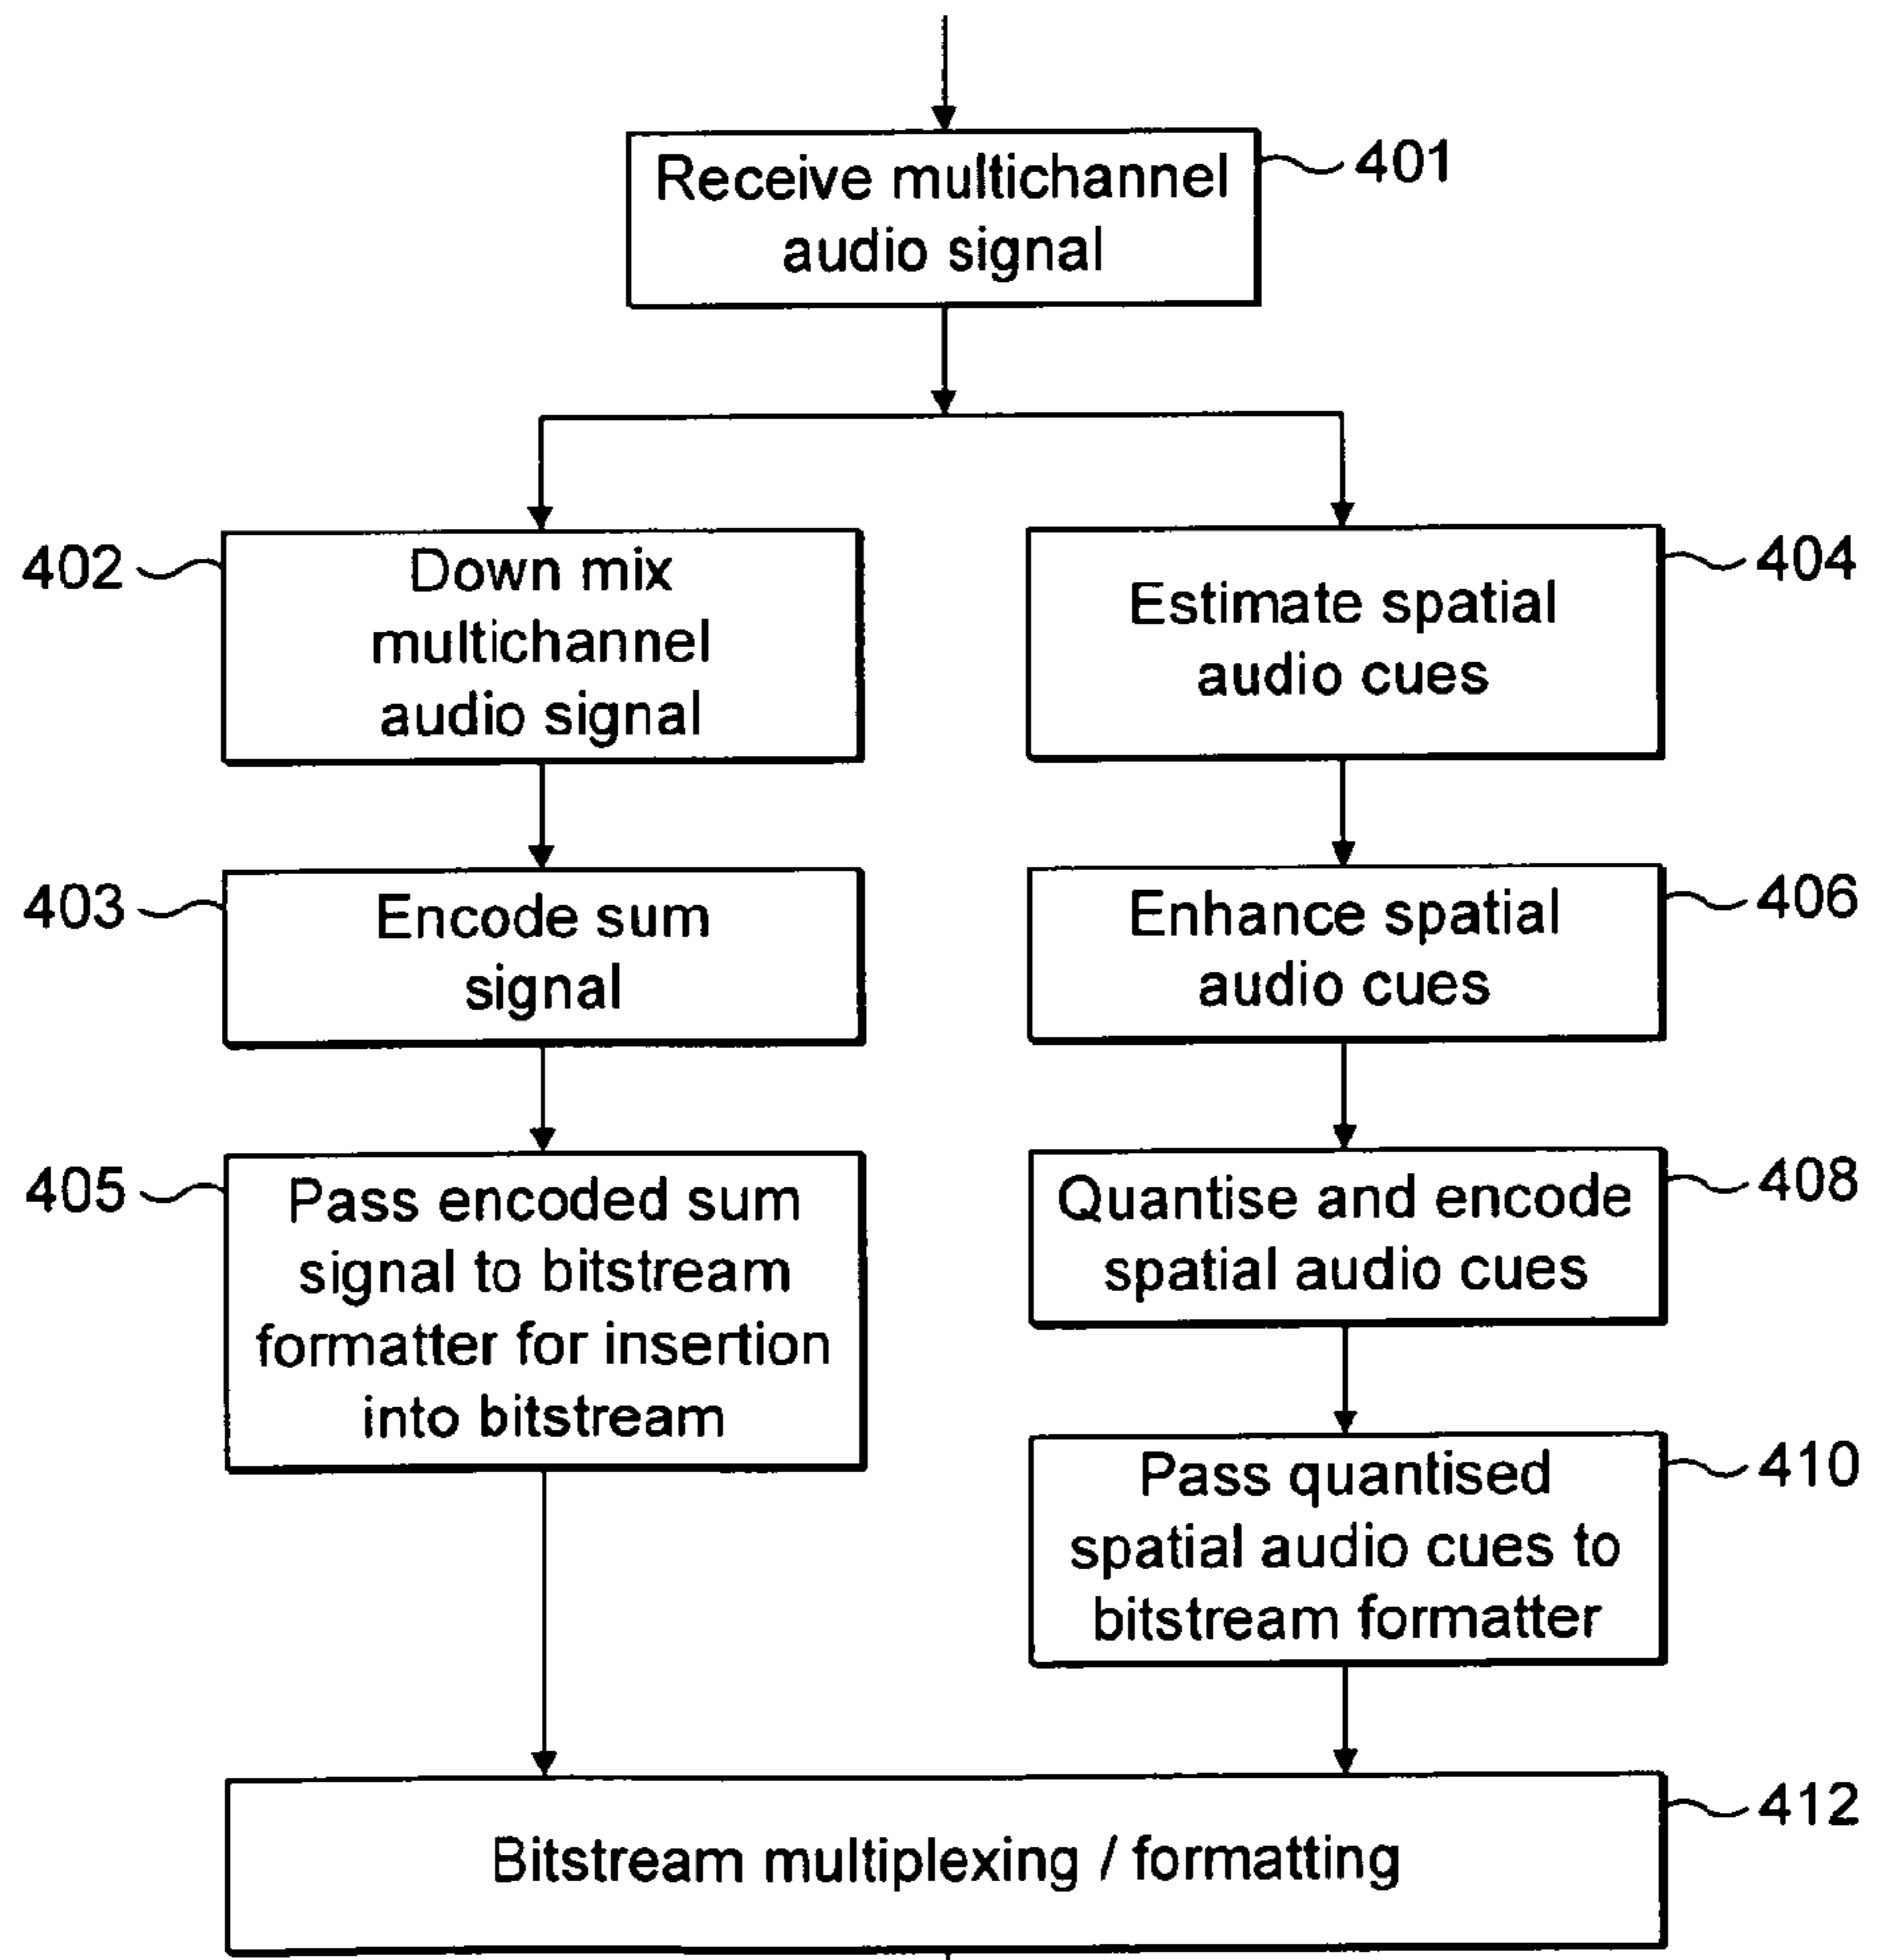 Receive multichannel
audio signal
401
402
Down mix
multichannel
audio signal
404
Estimate spatial
audio cues
403
Encode sum
signal
406
Enhance spatial
audio cues
405
Pass encoded sum
signal to bitstream
formatter for insertion
into bitstream
408
Quantise and encode
spatial audio cues
410
Pass quantised
spatial audio cues to
bitstream formatter
412
Bitstream multiplexing / formatting